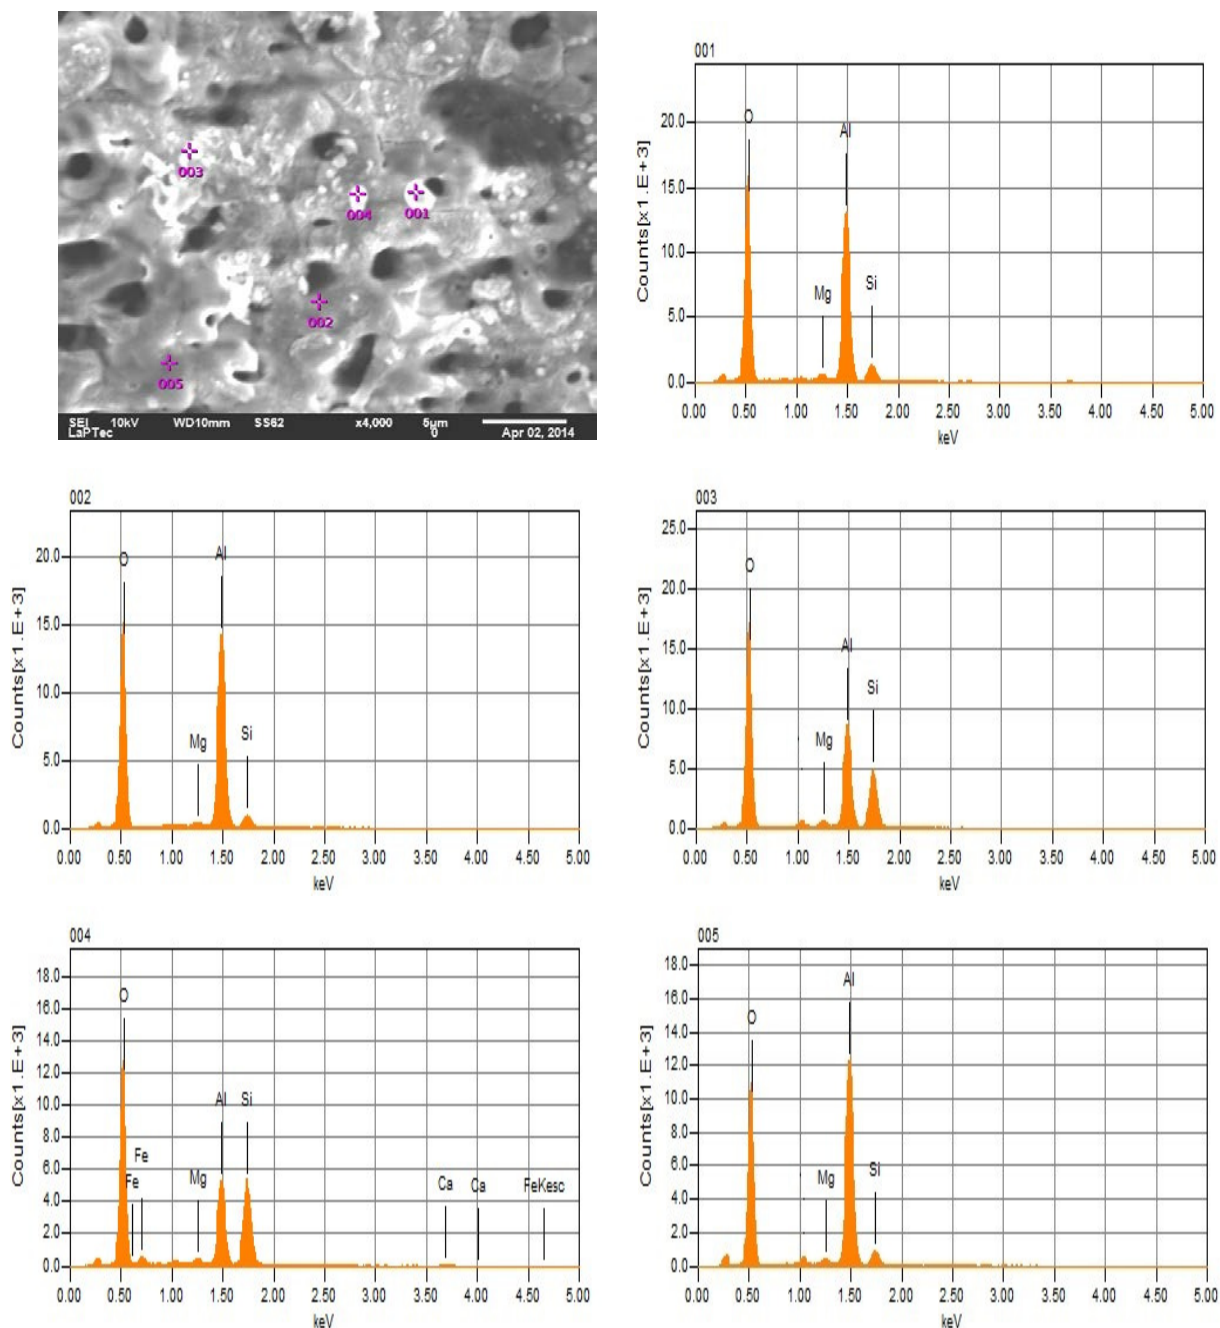 003
004
001
002
005
SEI 10kV WD10mm SS62 x4,000 5µm
LaPTec 0 Apr 02, 2014
001
Counts[x1.E+3]
20.0
15.0
10.0
5.0
0.0
O
Al
Mg
Si
0.00 0.50 1.00 1.50 2.00 2.50 3.00 3.50 4.00 4.50 5.00
keV
002
Counts[x1.E+3]
20.0
15.0
10.0
5.0
0.0
O
Al
Mg
Si
0.00 0.50 1.00 1.50 2.00 2.50 3.00 3.50 4.00 4.50 5.00
keV
003
Counts[x1.E+3]
25.0
20.0
15.0
10.0
5.0
0.0
O
Al
Mg
Si
0.00 0.50 1.00 1.50 2.00 2.50 3.00 3.50 4.00 4.50 5.00
keV
004
Counts[x1.E+3]
18.0
16.0
14.0
12.0
10.0
8.0
6.0
4.0
2.0
0.0
O
Fe
Fe
Mg
Al
Si
Ca
Ca
FeKesc
0.00 0.50 1.00 1.50 2.00 2.50 3.00 3.50 4.00 4.50 5.00
keV
005
Counts[x1.E+3]
18.0
16.0
14.0
12.0
10.0
8.0
6.0
4.0
2.0
0.0
O
Al
Mg
Si
0.00 0.50 1.00 1.50 2.00 2.50 3.00 3.50 4.00 4.50 5.00
keV